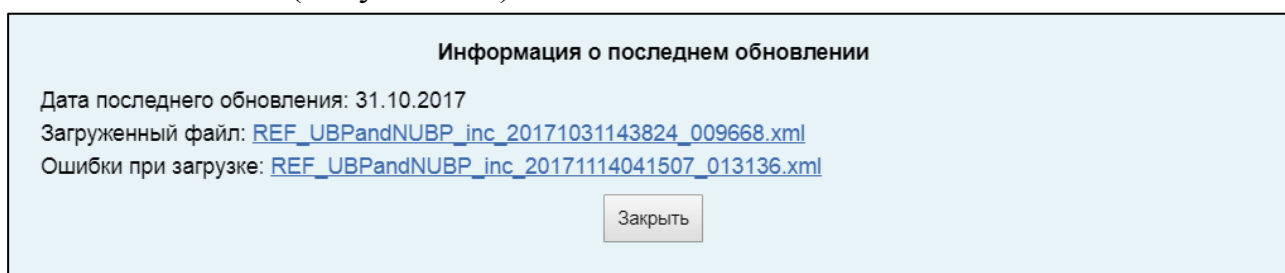 Информация о последнем обновлении
Дата последнего обновления: 31.10.2017
Загруженный файл: REF_UBPandNUBP_inc_20171031143824_009668.xml
Ошибки при загрузке: REF_UBPandNUBP_inc_20171114041507_013136.xml
Закрыть